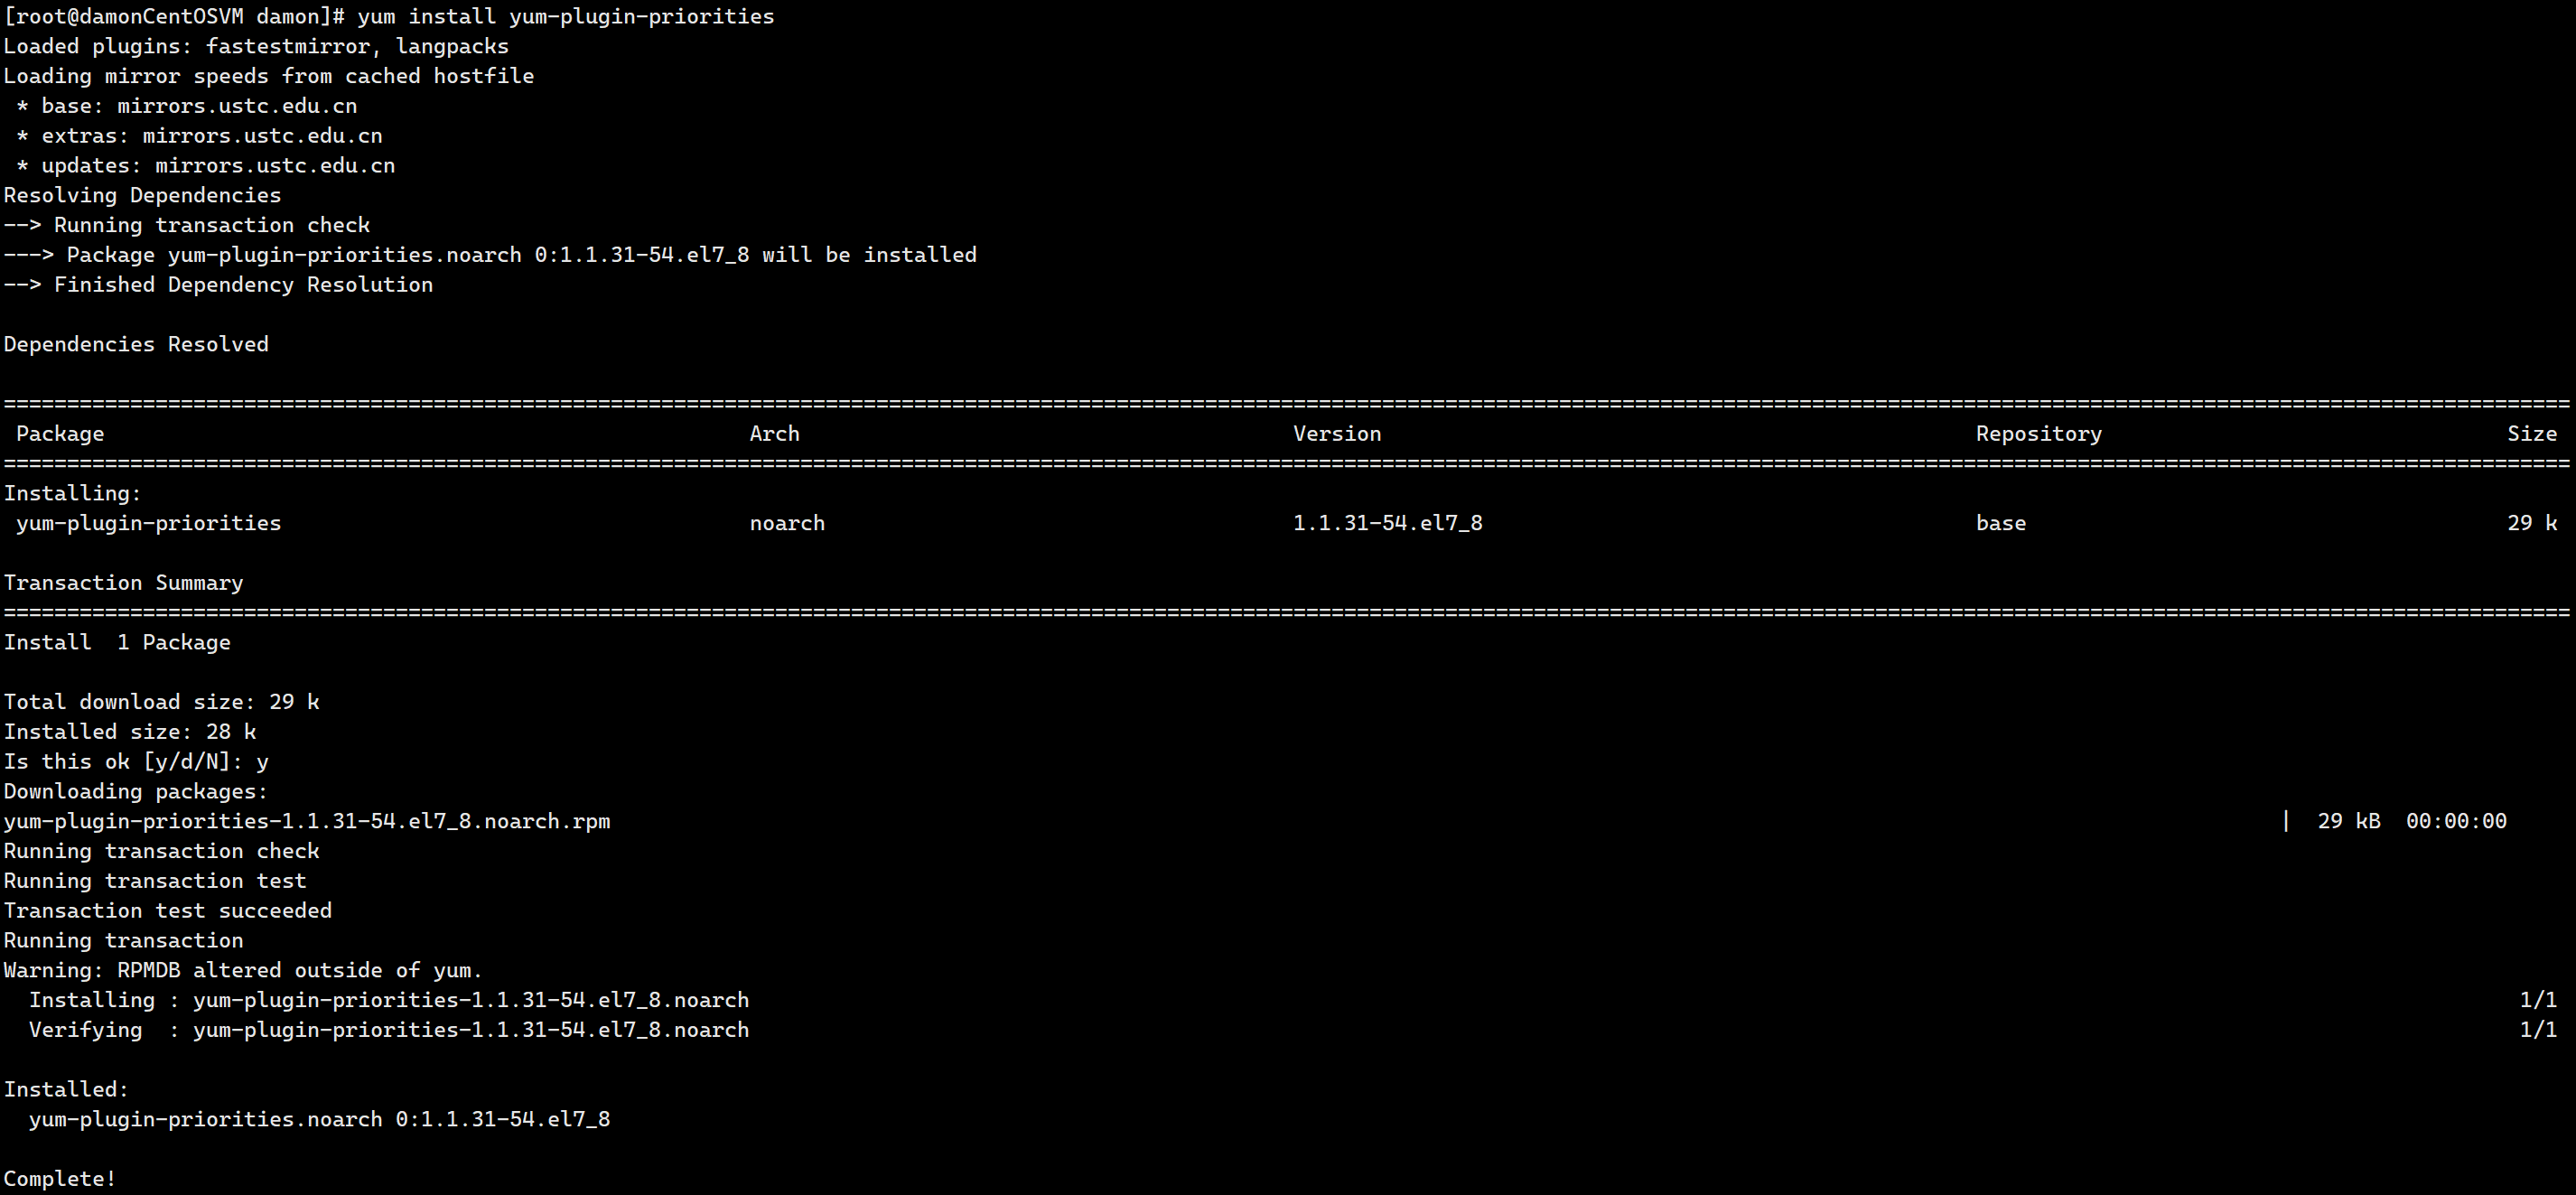 [root@damonCentOSVM damon]# yum install yum-plugin-priorities
Loaded plugins: fastestmirror, langpacks
Loading mirror speeds from cached hostfile
 * base: mirrors.ustc.edu.cn
 * extras: mirrors.ustc.edu.cn
 * updates: mirrors.ustc.edu.cn
Resolving Dependencies
--> Running transaction check
---> Package yum-plugin-priorities.noarch 0:1.1.31-54.el7_8 will be installed
--> Finished Dependency Resolution

Dependencies Resolved

================================================================================
 Package    Arch    Version    Repository    Size
================================================================================
Installing:
 yum-plugin-priorities    noarch    1.1.31-54.el7_8    base    29 k

Transaction Summary
================================================================================
Install  1 Package

Total download size: 29 k
Installed size: 28 k
Is this ok [y/d/N]: y
Downloading packages:
yum-plugin-priorities-1.1.31-54.el7_8.noarch.rpm    |  29 kB  00:00:00
Running transaction check
Running transaction test
Transaction test succeeded
Running transaction
Warning: RPMDB altered outside of yum.
  Installing : yum-plugin-priorities-1.1.31-54.el7_8.noarch    1/1
  Verifying  : yum-plugin-priorities-1.1.31-54.el7_8.noarch    1/1

Installed:
  yum-plugin-priorities.noarch 0:1.1.31-54.el7_8

Complete!